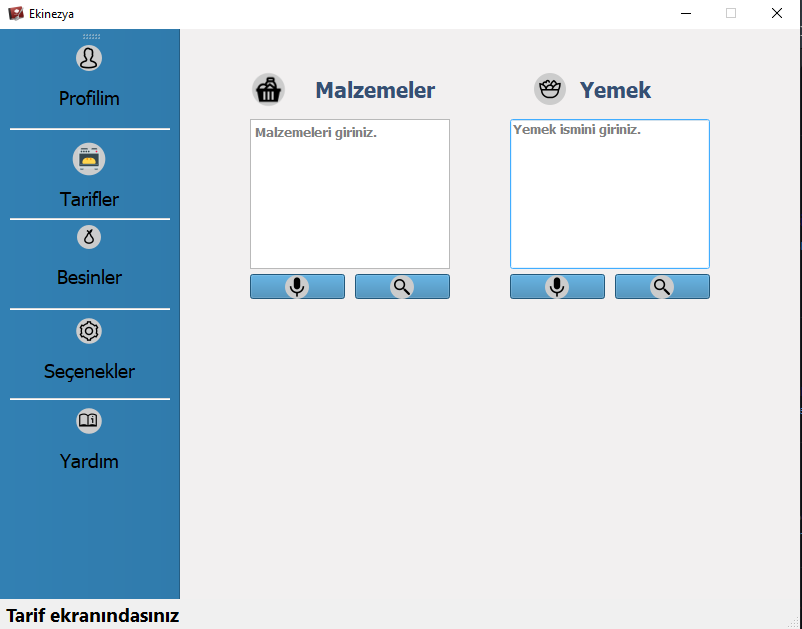 Ekinezya
Profilim
Tarifler
Besinler
Seçenekler
Yardım
Malzemeler
Malzemeleri giriniz.
Yemek
Yemek ismini giriniz.
Tarif ekranındasınız